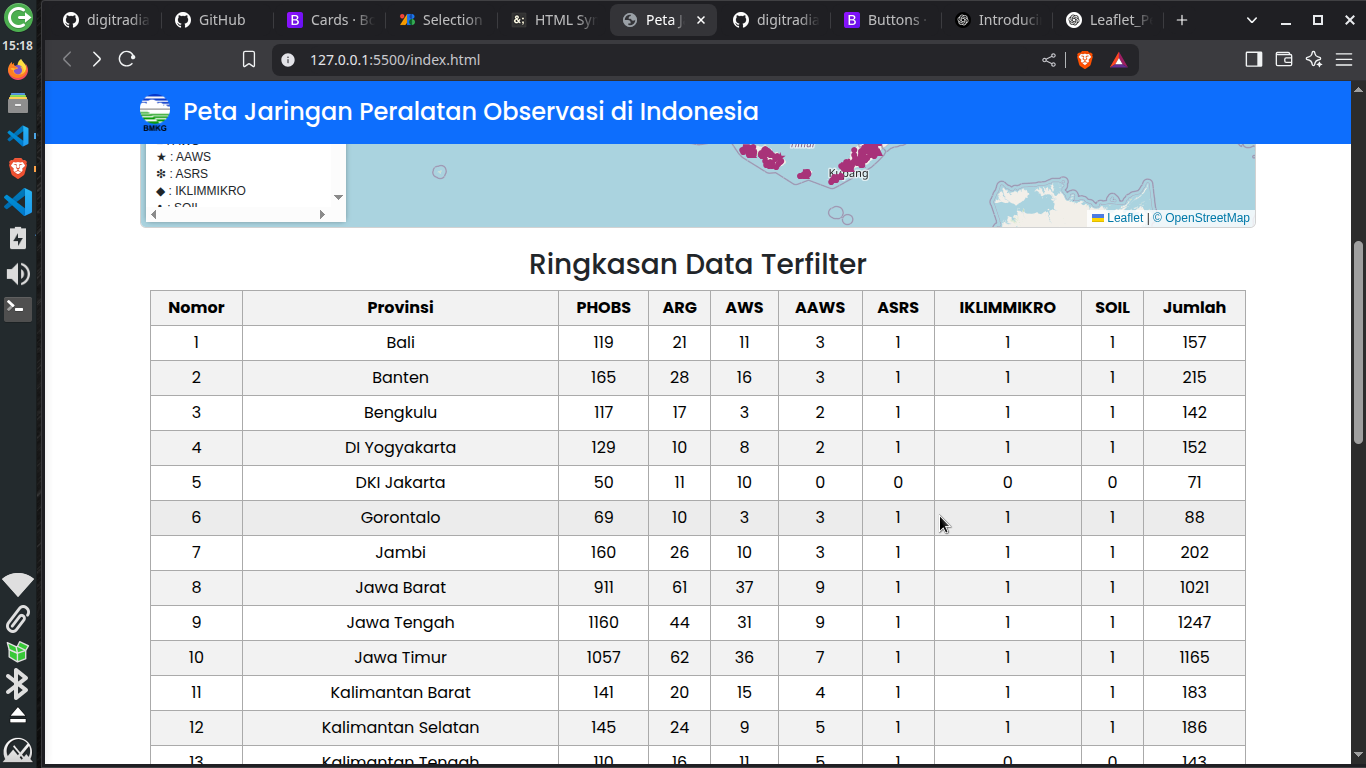 digitradia
GitHub
Cards · Bo
Selection
HTML Syn
Peta J
digitradia
Buttons ·
Introduci
Leaflet_P
15:18
127.0.0.1:5500/index.html
BMKG
Peta Jaringan Peralatan Observasi di Indonesia
★ : AAWS
❇ : ASRS
◆ : IKLIMMIKRO
: SOIL
Timur
Kupang
Leaflet | © OpenStreetMap
Ringkasan Data Terfilter
Nomor Provinsi PHOBS ARG AWS AAWS ASRS IKLIMMIKRO SOIL Jumlah
1 Bali 119 21 11 3 1 1 1 157
2 Banten 165 28 16 3 1 1 1 215
3 Bengkulu 117 17 3 2 1 1 1 142
4 DI Yogyakarta 129 10 8 2 1 1 1 152
5 DKI Jakarta 50 11 10 0 0 0 0 71
6 Gorontalo 69 10 3 3 1 1 1 88
7 Jambi 160 26 10 3 1 1 1 202
8 Jawa Barat 911 61 37 9 1 1 1 1021
9 Jawa Tengah 1160 44 31 9 1 1 1 1247
10 Jawa Timur 1057 62 36 7 1 1 1 1165
11 Kalimantan Barat 141 20 15 4 1 1 1 183
12 Kalimantan Selatan 145 24 9 5 1 1 1 186
13 Kalimantan Tengah 110 16 11 5 1 0 0 143